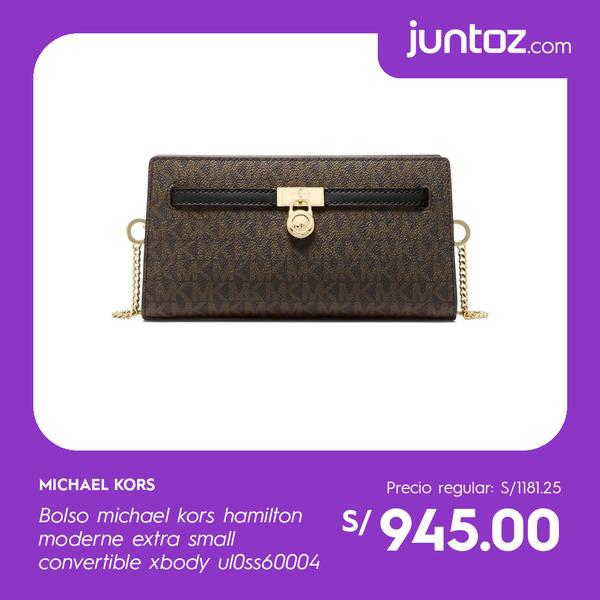 juntoz.com
MICHAEL KORS
Bolso michael kors hamilton
moderne extra small
convertible xbody ul0ss60004
Precio regular: S/1181.25
S/ 945.00